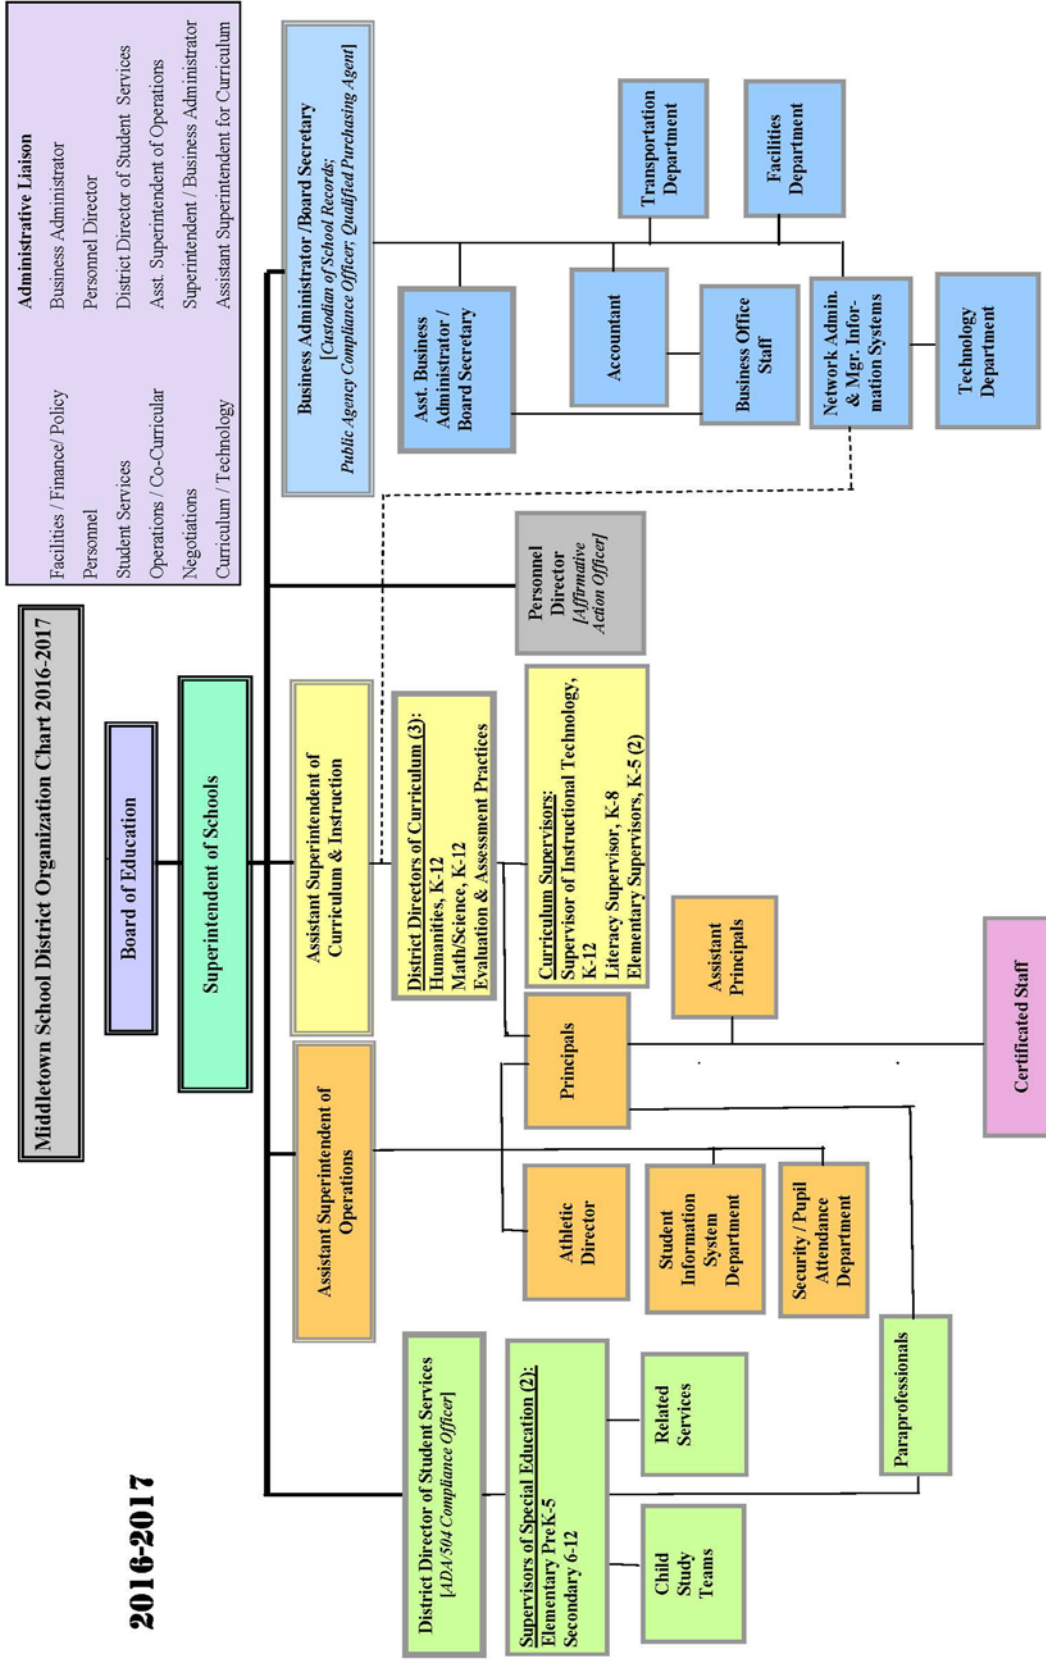 2016-2017
Middletown School District Organization Chart 2016-2017
Administrative Liaison
Facilities / Finance/ Policy Business Administrator
Personnel Personnel Director
Student Services District Director of Student Services
Operations / Co-Curricular Asst. Superintendent of Operations
Negotiations Superintendent / Business Administrator
Curriculum / Technology Assistant Superintendent for Curriculum
Board of Education
Superintendent of Schools
District Director of Student Services
[ADA/504 Compliance Officer]
Supervisors of Special Education (2):
Elementary PreK-5
Secondary 6-12
Child
Study
Teams
Related
Services
Paraprofessionals
Assistant Superintendent of
Operations
Athletic
Director
Student
Information
System
Department
Security / Pupil
Attendance
Department
Principals
Assistant
Principals
Certificated Staff
Assistant Superintendent of
Curriculum & Instruction
District Directors of Curriculum (3):
Humanities, K-12
Math/Science, K-12
Evaluation & Assessment Practices
Curriculum Supervisors:
Supervisor of Instructional Technology,
K-12
Literacy Supervisor, K-8
Elementary Supervisors, K-5 (2)
Personnel
Director
[Affirmative
Action Officer]
Business Administrator /Board Secretary
[Custodian of School Records;
Public Agency Compliance Officer; Qualified Purchasing Agent]
Asst. Business
Administrator /
Board Secretary
Accountant
Business Office
Staff
Network Admin.
& Mgr. Infor-
mation Systems
Technology
Department
Transportation
Department
Facilities
Department